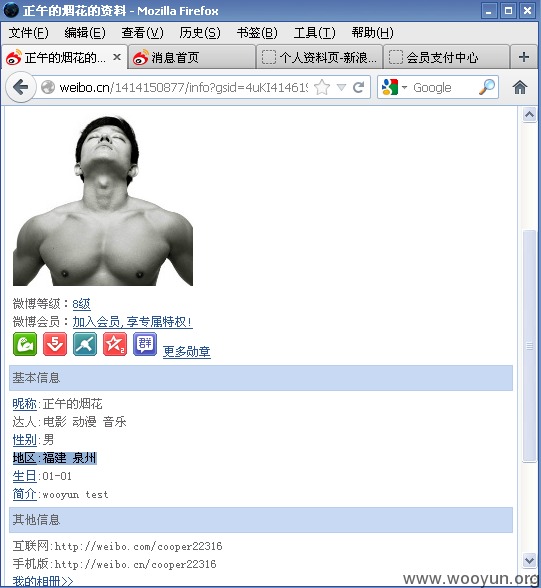 正午的烟花的资料 - Mozilla Firefox
文件(F) 编辑(E) 查看(V) 历史(S) 书签(B) 工具(T) 帮助(H)
正午的烟花的... 消息首页 个人资料页-新浪... 会员支付中心
weibo.cn/1414150877/info?gsid=4uKI41461 Google
微博等级：8级
微博会员：加入会员,享专属特权!
5 2 群 更多勋章
基本信息
昵称:正午的烟花
达人:电影 动漫 音乐
性别:男
地区:福建 泉州
生日:01-01
简介:wooyun test
其他信息
互联网:http://weibo.com/cooper22316
手机版:http://weibo.cn/cooper22316
我的相册>>
www.wooyun.org